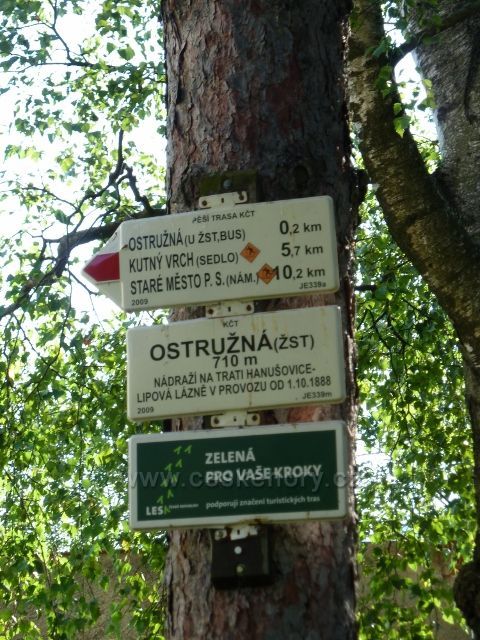 PĚŠÍ TRASA KČT
OSTRUŽNÁ (U ŽST,BUS) 0,2 km
KUTNÝ VRCH (SEDLO) 5,7 km
STARÉ MĚSTO P. S. (NÁM.) 10,2 km
2009 JE339a
KČT
OSTRUŽNÁ (ŽST)
710 m
NÁDRAŽÍ NA TRATI HANUŠOVICE-
LIPOVÁ LÁZNĚ V PROVOZU OD 1.10.1888
2009 JE339m
ZELENÁ
PRO VAŠE KROKY
www.ceskehory.cz
LESY ČESKÉ REPUBLIKY podporují značení turistických tras